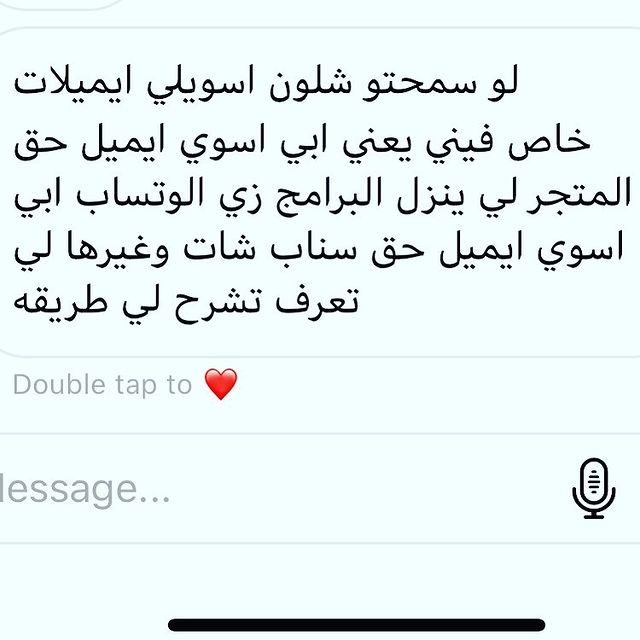 لو سمحتو شلون اسويلي ايميلات
خاص فيني يعني ابي اسوي ايميل حق
المتجر لي ينزل البرامج زي الوتساب ابي
اسوي ايميل حق سناب شات وغيرها لي
تعرف تشرح لي طريقه
Double tap to ❤️
lessage...